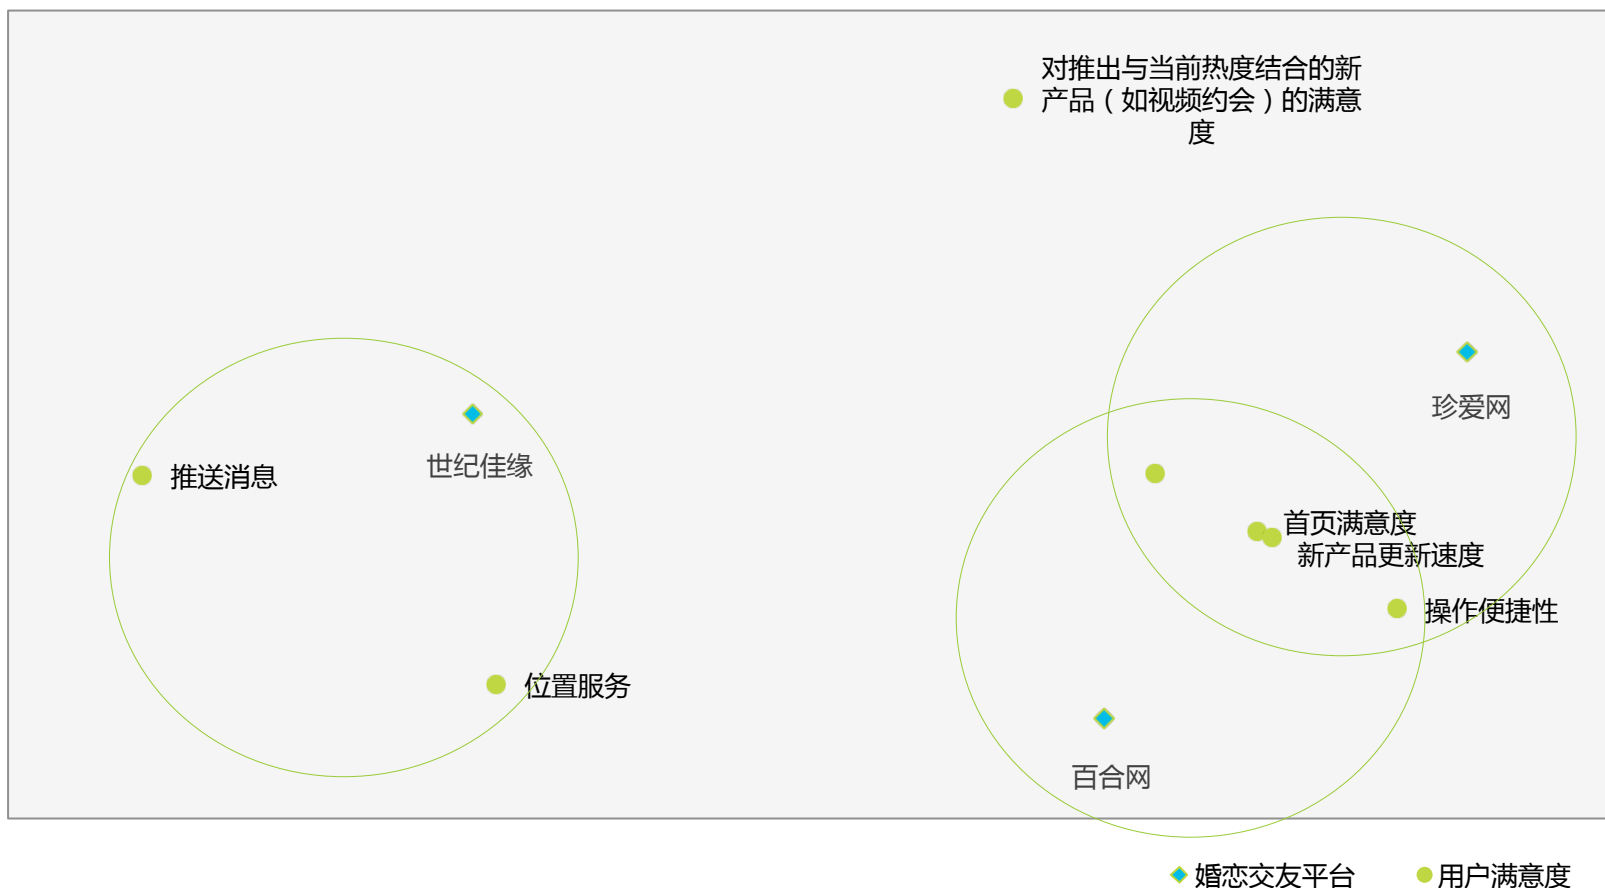 对推出与当前热度结合的新
产品（如视频约会）的满意
度
珍爱网
世纪佳缘
推送消息
首页满意度
新产品更新速度
操作便捷性
位置服务
百合网
婚恋交友平台
用户满意度